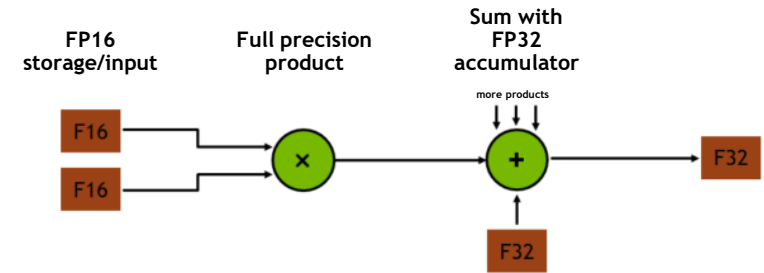 FP16
storage/input
Full precision
product
Sum with
FP32
accumulator
more products
F16
F16
×
+
F32
F32